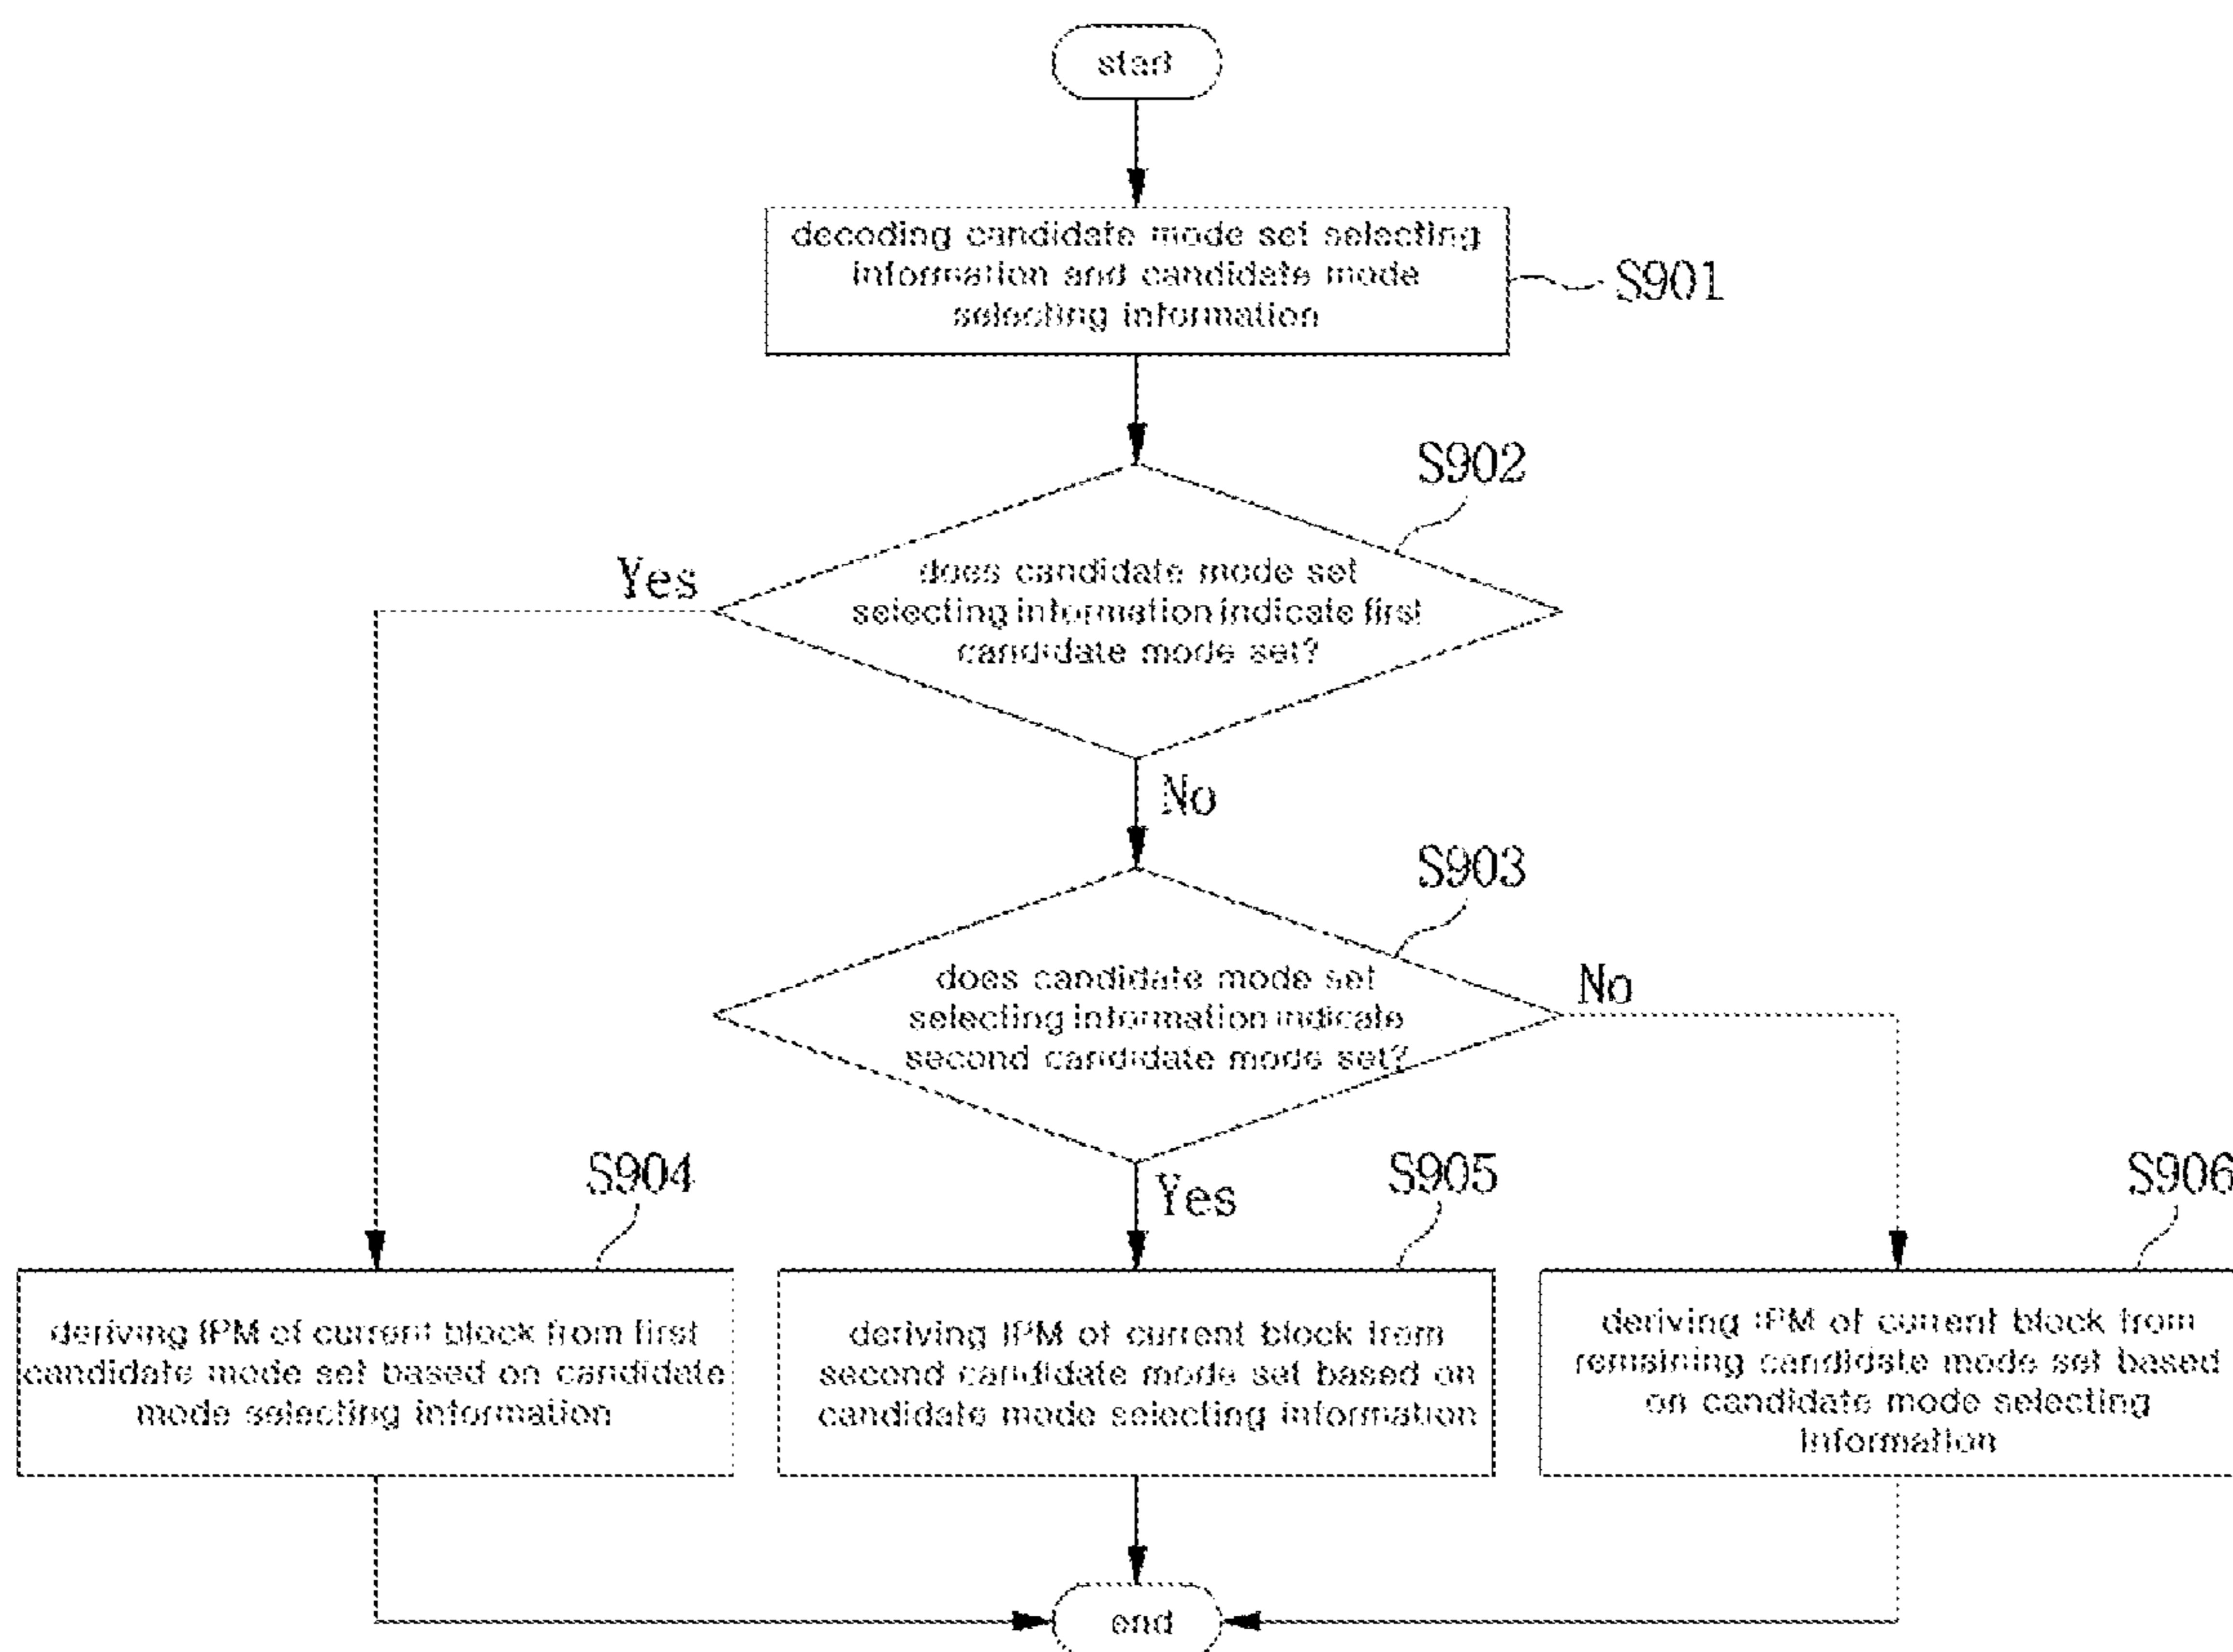 start
decoding candidate mode set selecting
information and candidate mode
selecting information
S901
S902
Yes
does candidate mode set
selecting information indicate first
candidate mode set?
No
S903
does candidate mode set
selecting information indicate
second candidate mode set?
No
Yes
S904
deriving IPM of current block from first
candidate mode set based on candidate
mode selecting information
S905
deriving IPM of current block from
second candidate mode set based on
candidate mode selecting information
S906
deriving IPM of current block from
remaining candidate mode set based
on candidate mode selecting
information
end